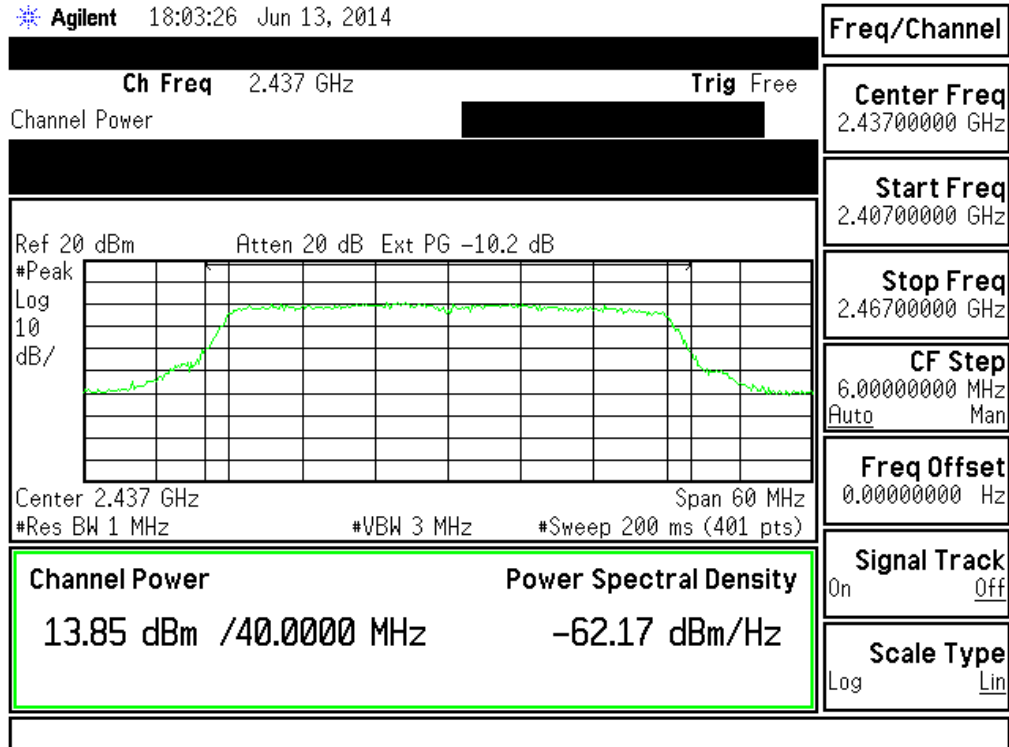 Agilent 18:03:26 Jun 13, 2014
Freq/Channel
Ch Freq 2.437 GHz Trig Free
Channel Power
Center Freq
2.43700000 GHz
Start Freq
2.40700000 GHz
Stop Freq
2.46700000 GHz
CF Step
6.00000000 MHz
Auto Man
Freq Offset
0.00000000 Hz
Signal Track
On Off
Scale Type
Log Lin
Ref 20 dBm Atten 20 dB Ext PG -10.2 dB
#Peak
Log
10
dB/
Center 2.437 GHz Span 60 MHz
#Res BW 1 MHz #VBW 3 MHz #Sweep 200 ms (401 pts)
Channel Power Power Spectral Density
13.85 dBm /40.0000 MHz -62.17 dBm/Hz